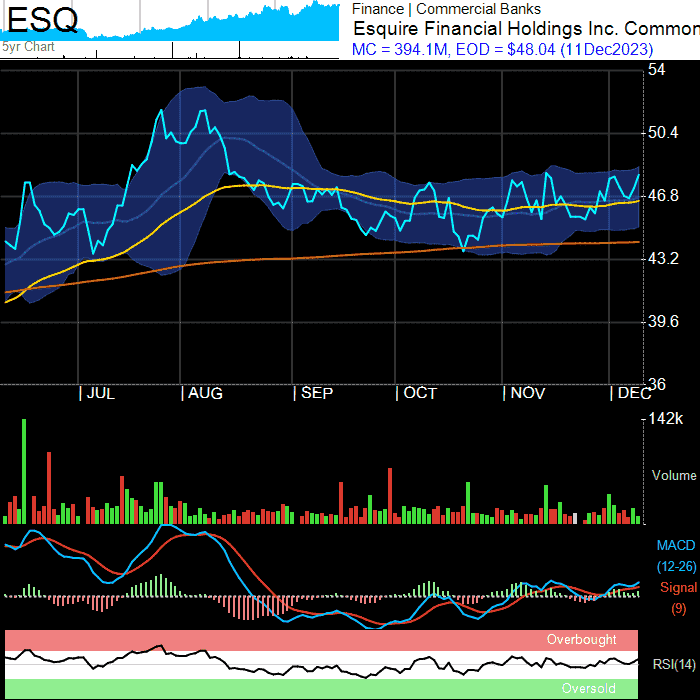 ESQ
5yr Chart
Finance | Commercial Banks
Esquire Financial Holdings Inc. Common
MC = 394.1M, EOD = $48.04 (11Dec2023)
54
50.4
46.8
43.2
39.6
36
JUL AUG SEP OCT NOV DEC
142k
Volume
MACD
(12-26)
Signal
(9)
Overbought
RSI(14)
Oversold